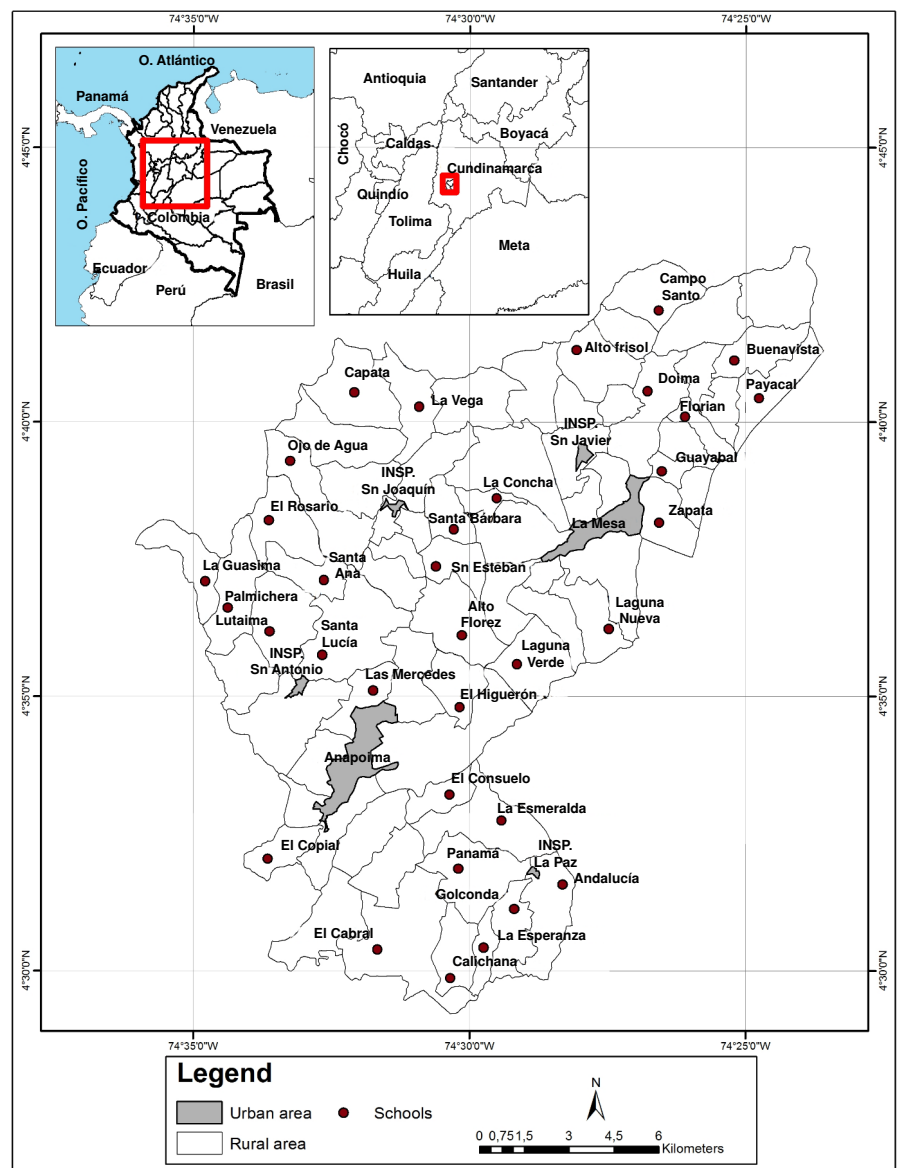 74°35'0"W
74°30'0"W
74°25'0"W
O. Atlántico
Panamá
Venezuela
O. Pacífico
Colombia
Ecuador
Perú
Brasil
Antioquia
Santander
Chocó
Caldas
Boyacá
Cundinamarca
Quindío
Tolima
Meta
Huila
4°45'0"N
4°45'0"N
Campo
Santo
Alto frisol
Buenavista
Capata
Doima
Payacal
La Vega
Florian
4°40'0"N
4°40'0"N
INSP.
Sn Javier
Ojo de Agua
Guayabal
INSP.
Sn Joaquín
La Concha
El Rosario
Santa Bárbara
La Mesa
Zapata
La Guasima
Santa
Ana
Sn Esteban
Palmichera
Lutaima
Santa
Lucía
Alto
Florez
Laguna
Nueva
INSP.
Sn Antonio
Laguna
Verde
Las Mercedes
El Higuerón
4°35'0"N
4°35'0"N
Anapoima
El Consuelo
La Esmeralda
El Copial
Panamá
INSP.
La Paz
Andalucía
Golconda
El Cabral
La Esperanza
Calichana
4°30'0"N
4°30'0"N
74°35'0"W
74°30'0"W
74°25'0"W
Legend
Urban area
Schools
Rural area
N
0 0,75 1,5 3 4,5 6
Kilometers